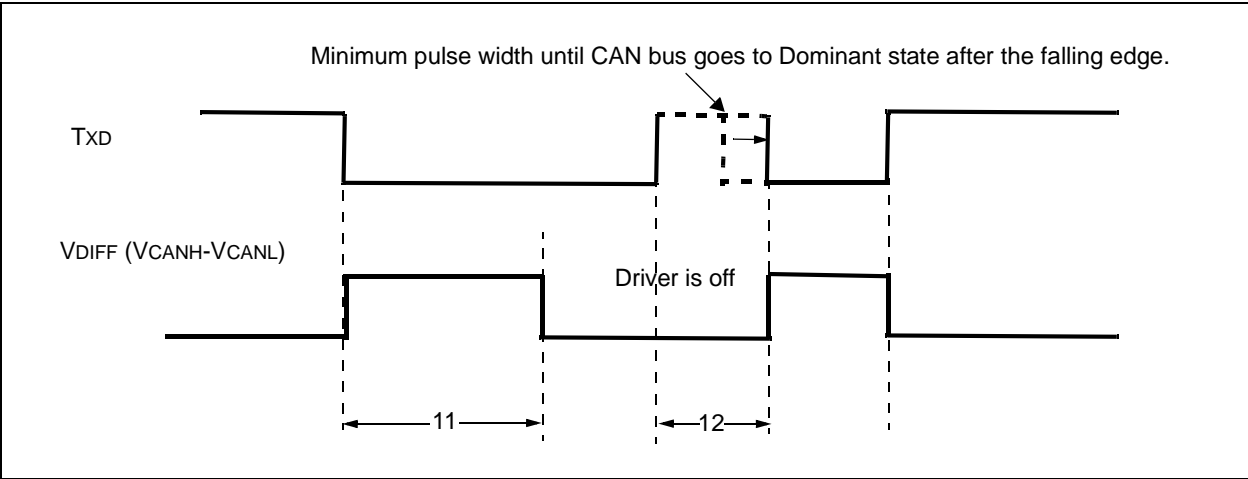 Minimum pulse width until CAN bus goes to Dominant state after the falling edge.
TXD
VDIFF (VCANH-VCANL)
Driver is off
11
12